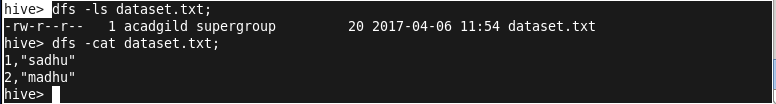 hive> dfs -ls dataset.txt;
-rw-r--r-- 1 acadgild supergroup 20 2017-04-06 11:54 dataset.txt
hive> dfs -cat dataset.txt;
1,"sadhu"
2,"madhu"
hive>